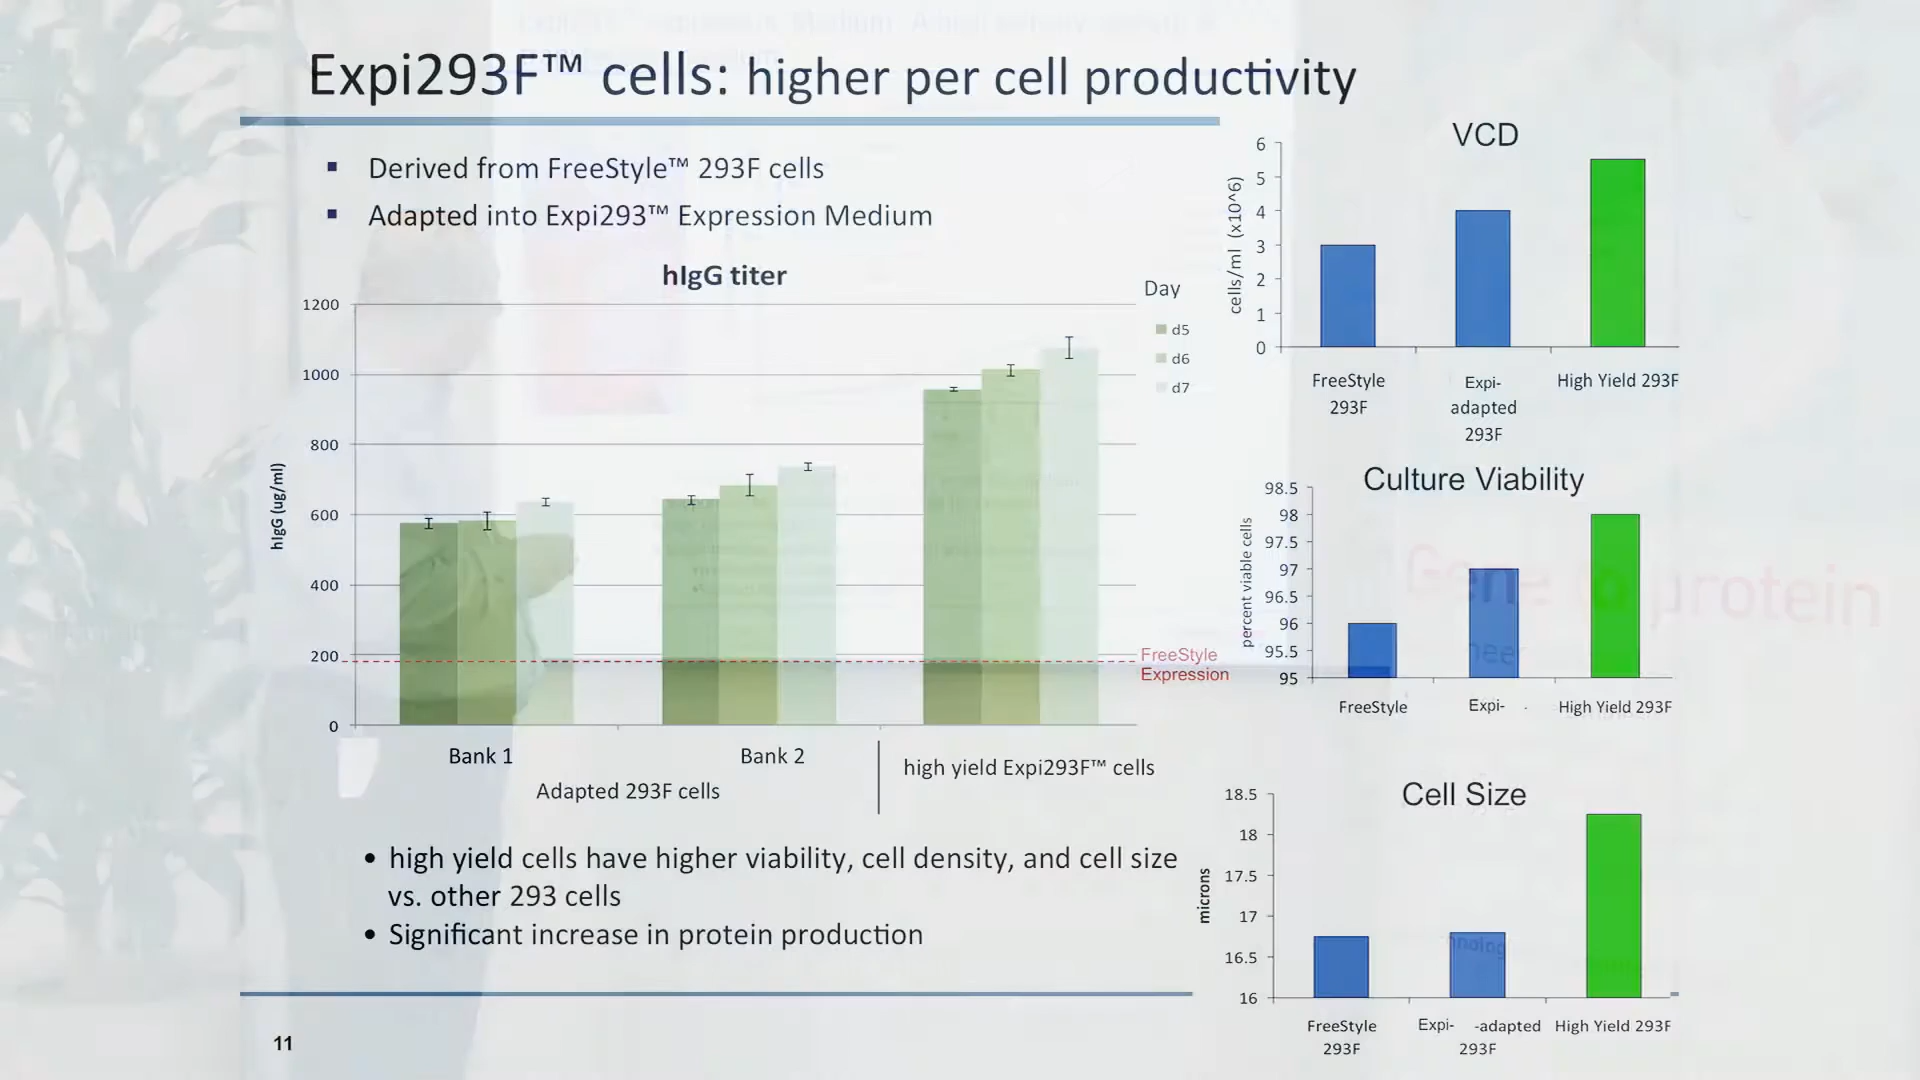 Expi293F™ cells: higher per cell productivity
▪ Derived from FreeStyle™ 293F cells
▪ Adapted into Expi293™ Expression Medium
hIgG titer
Day
d5
d6
d7
1200
1000
800
600
400
200
0
hIgG (ug/ml)
FreeStyle
Expression
Bank 1
Bank 2
Adapted 293F cells
high yield Expi293F™ cells
• high yield cells have higher viability, cell density, and cell size
vs. other 293 cells
• Significant increase in protein production
11
VCD
6
5
4
3
2
1
0
cells/ml (x10^6)
FreeStyle
293F
Expi-
adapted
293F
High Yield 293F
Culture Viability
98.5
98
97.5
97
96.5
96
95.5
95
percent viable cells
FreeStyle
Expi-
High Yield 293F
Gene to protein
Cell Size
18.5
18
17.5
17
16.5
16
microns
FreeStyle
293F
Expi- -adapted
293F
High Yield 293F